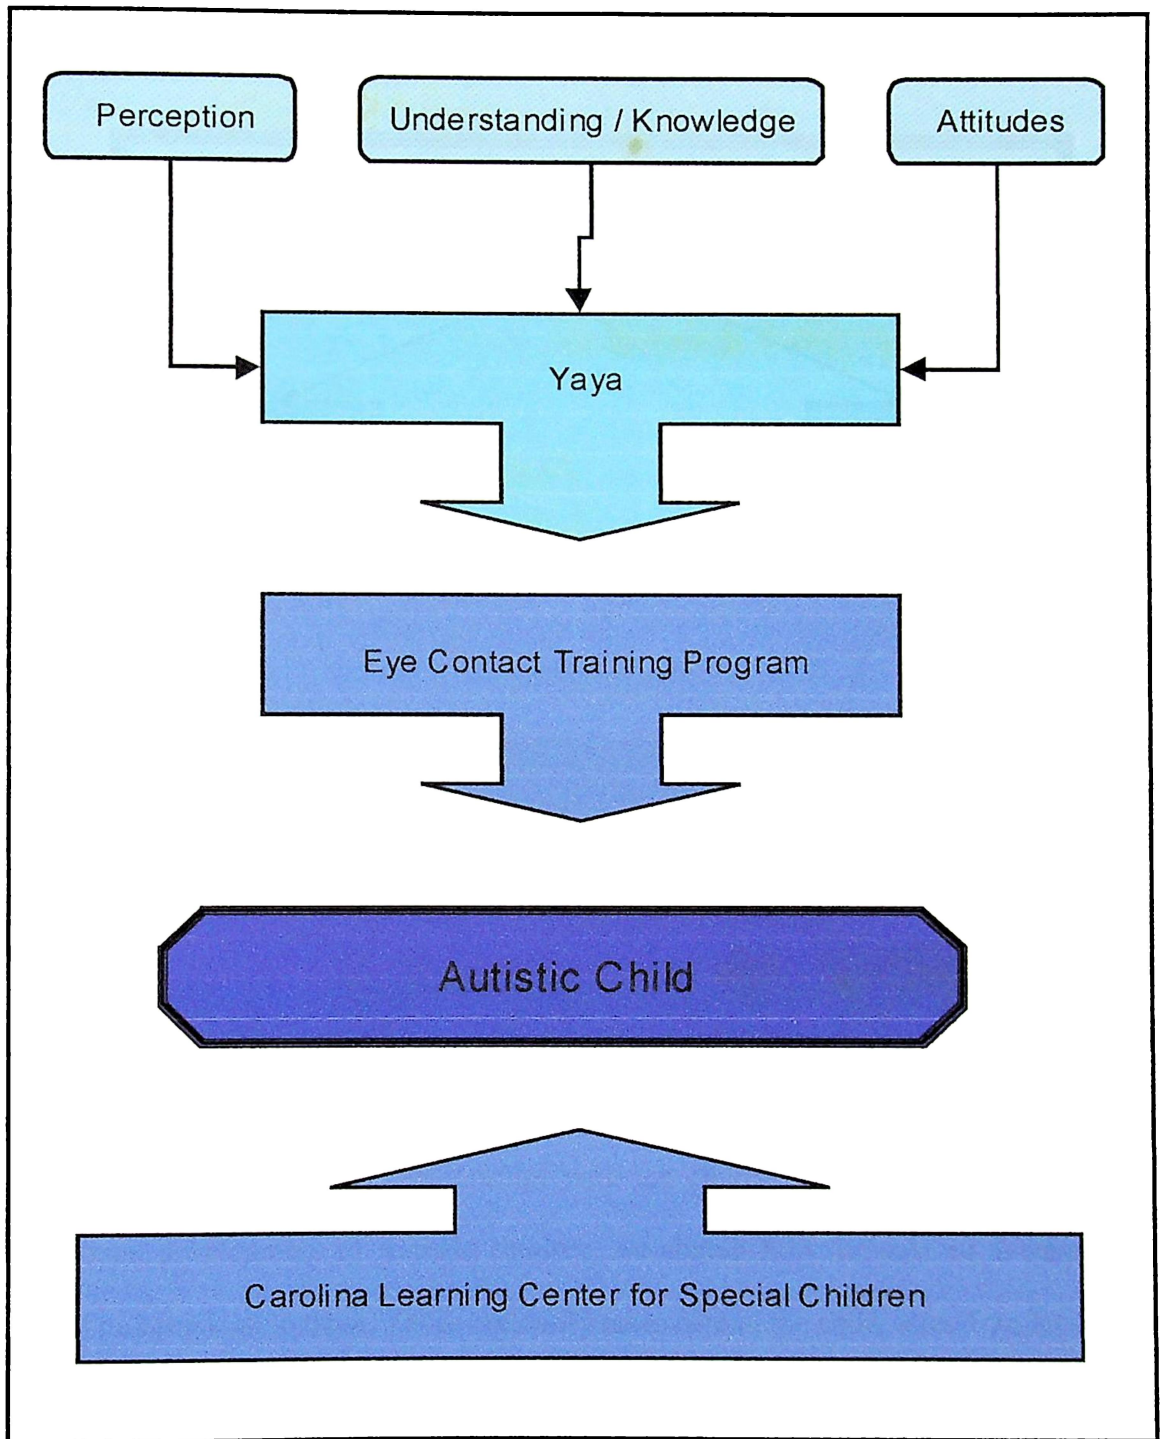 Perception
Understanding / Knowledge
Attitudes
Yaya
Eye Contact Training Program
Autistic Child
Carolina Learning Center for Special Children